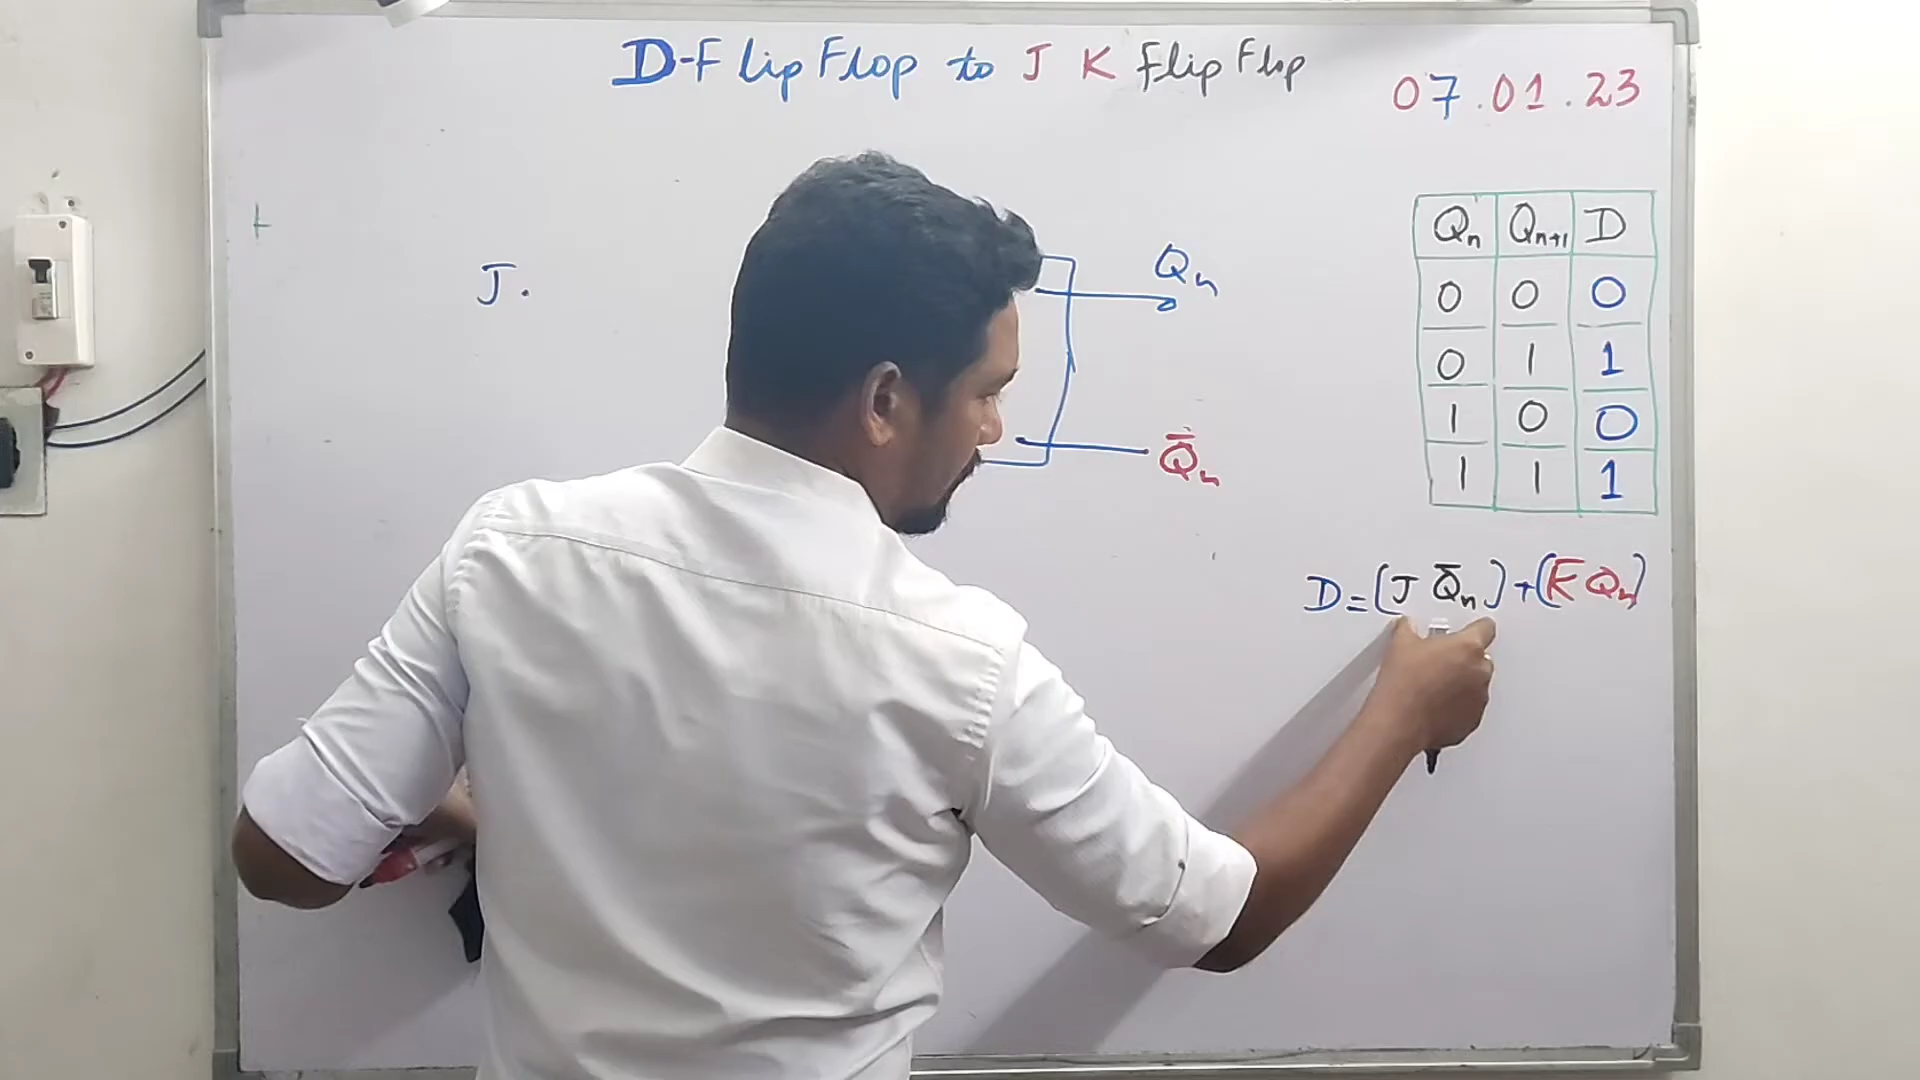 D-Flip Flop to J K flip Flop
07.01.23
Qn Qn+1 D
0 0 0
0 1 1
1 0 0
1 1 1
J.
Qn
Q̄n
D = (J Q̄n) + (K̄ Qn)